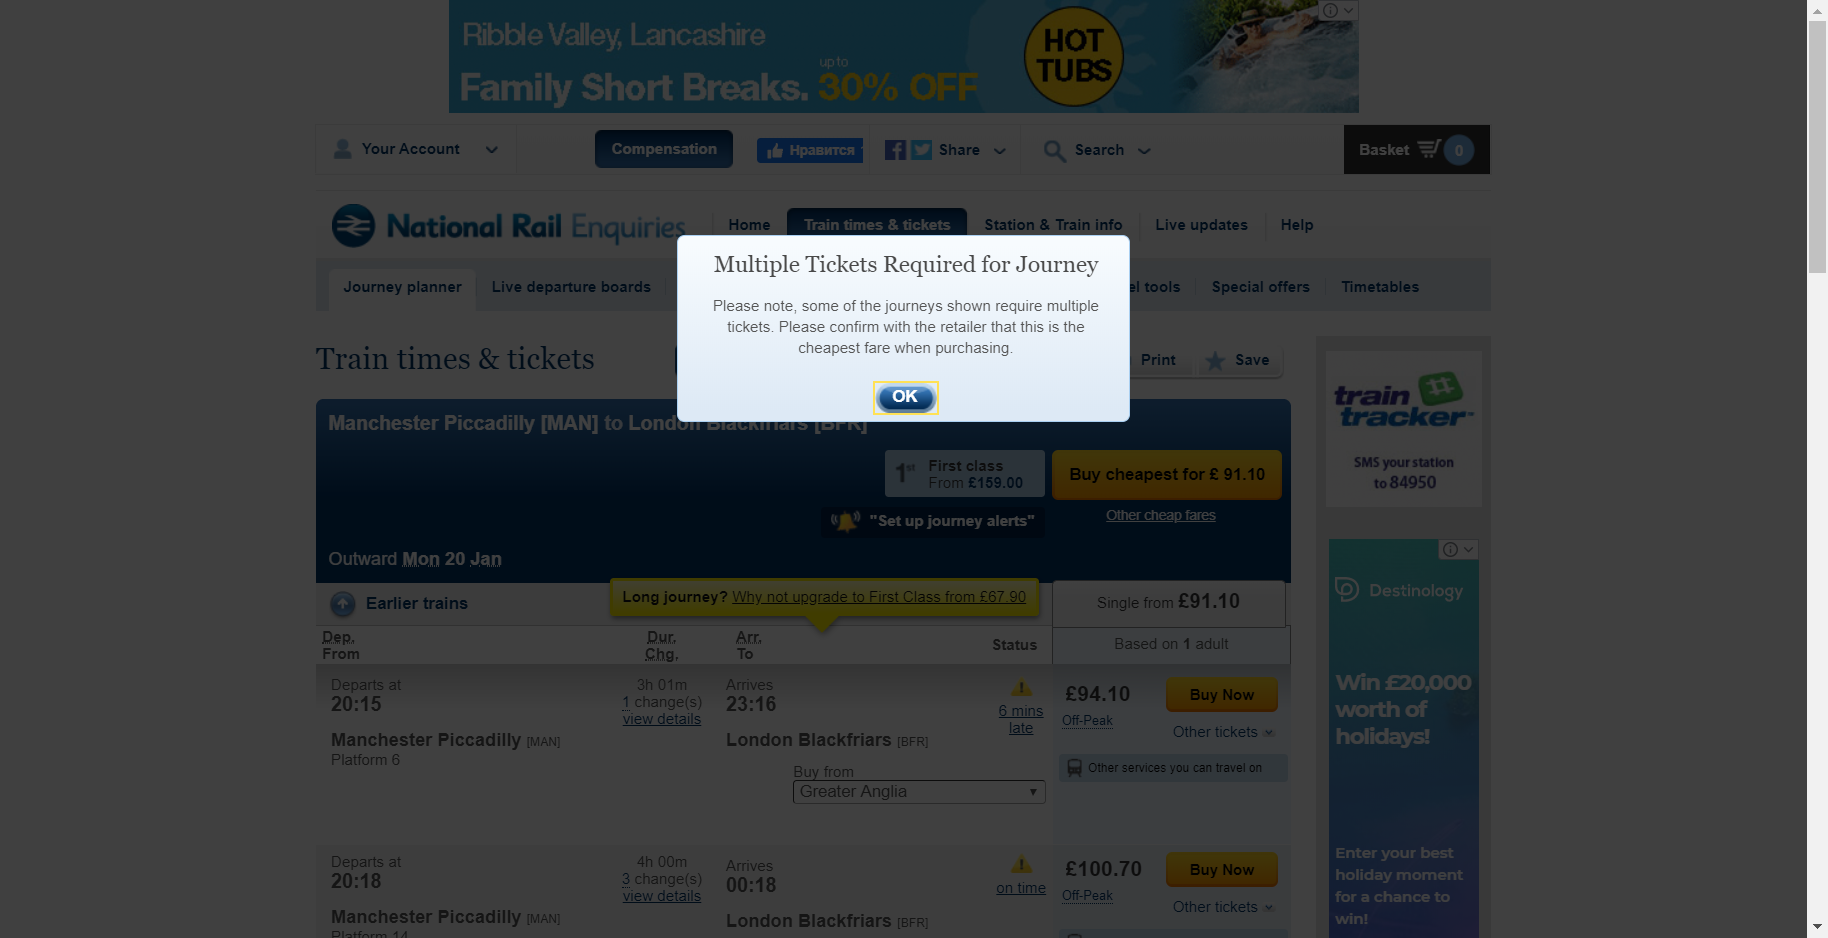 Ribble Valley, Lancashire
Family Short Breaks.
up to
30% OFF
HOT
TUBS
Your Account
Compensation
Нравится
Share
Search
Basket
0
National Rail Enquiries
Home
Train times & tickets
Station & Train info
Live updates
Help
Journey planner
Live departure boards
el tools
Special offers
Timetables
Multiple Tickets Required for Journey
Please note, some of the journeys shown require multiple
tickets. Please confirm with the retailer that this is the
cheapest fare when purchasing.
OK
Train times & tickets
Print
Save
Manchester Piccadilly [MAN] to London Blackfriars [BFR]
1st
First class
From £159.00
Buy cheapest for £ 91.10
"Set up journey alerts"
Other cheap fares
Outward Mon 20 Jan
Earlier trains
Long journey? Why not upgrade to First Class from £67.90
Single from £91.10
Dep.
From
Dur.
Chg.
Arr.
To
Status
Based on 1 adult
Departs at
20:15
3h 01m
1 change(s)
view details
Arrives
23:16
6 mins
late
£94.10
Off-Peak
Buy Now
Other tickets
Manchester Piccadilly [MAN]
Platform 6
London Blackfriars [BFR]
Buy from
Greater Anglia
Other services you can travel on
Departs at
20:18
4h 00m
3 change(s)
view details
Arrives
00:18
on time
£100.70
Off-Peak
Buy Now
Other tickets
Manchester Piccadilly [MAN]
Platform 14
London Blackfriars [BFR]
train
tracker
SMS your station
to 84950
Destinology
Win £20,000
worth of
holidays!
Enter your best
holiday moment
for a chance to
win!